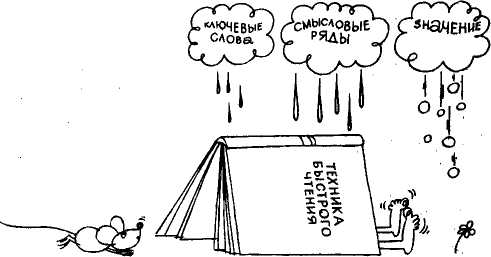 КЛЮЧЕВЫЕ
СЛОВА
СМЫСЛОВЫЕ
РЯДЫ
ЗНАЧЕНИЕ
ТЕХНИКА
БЫСТРОГО
ЧТЕНИЯ